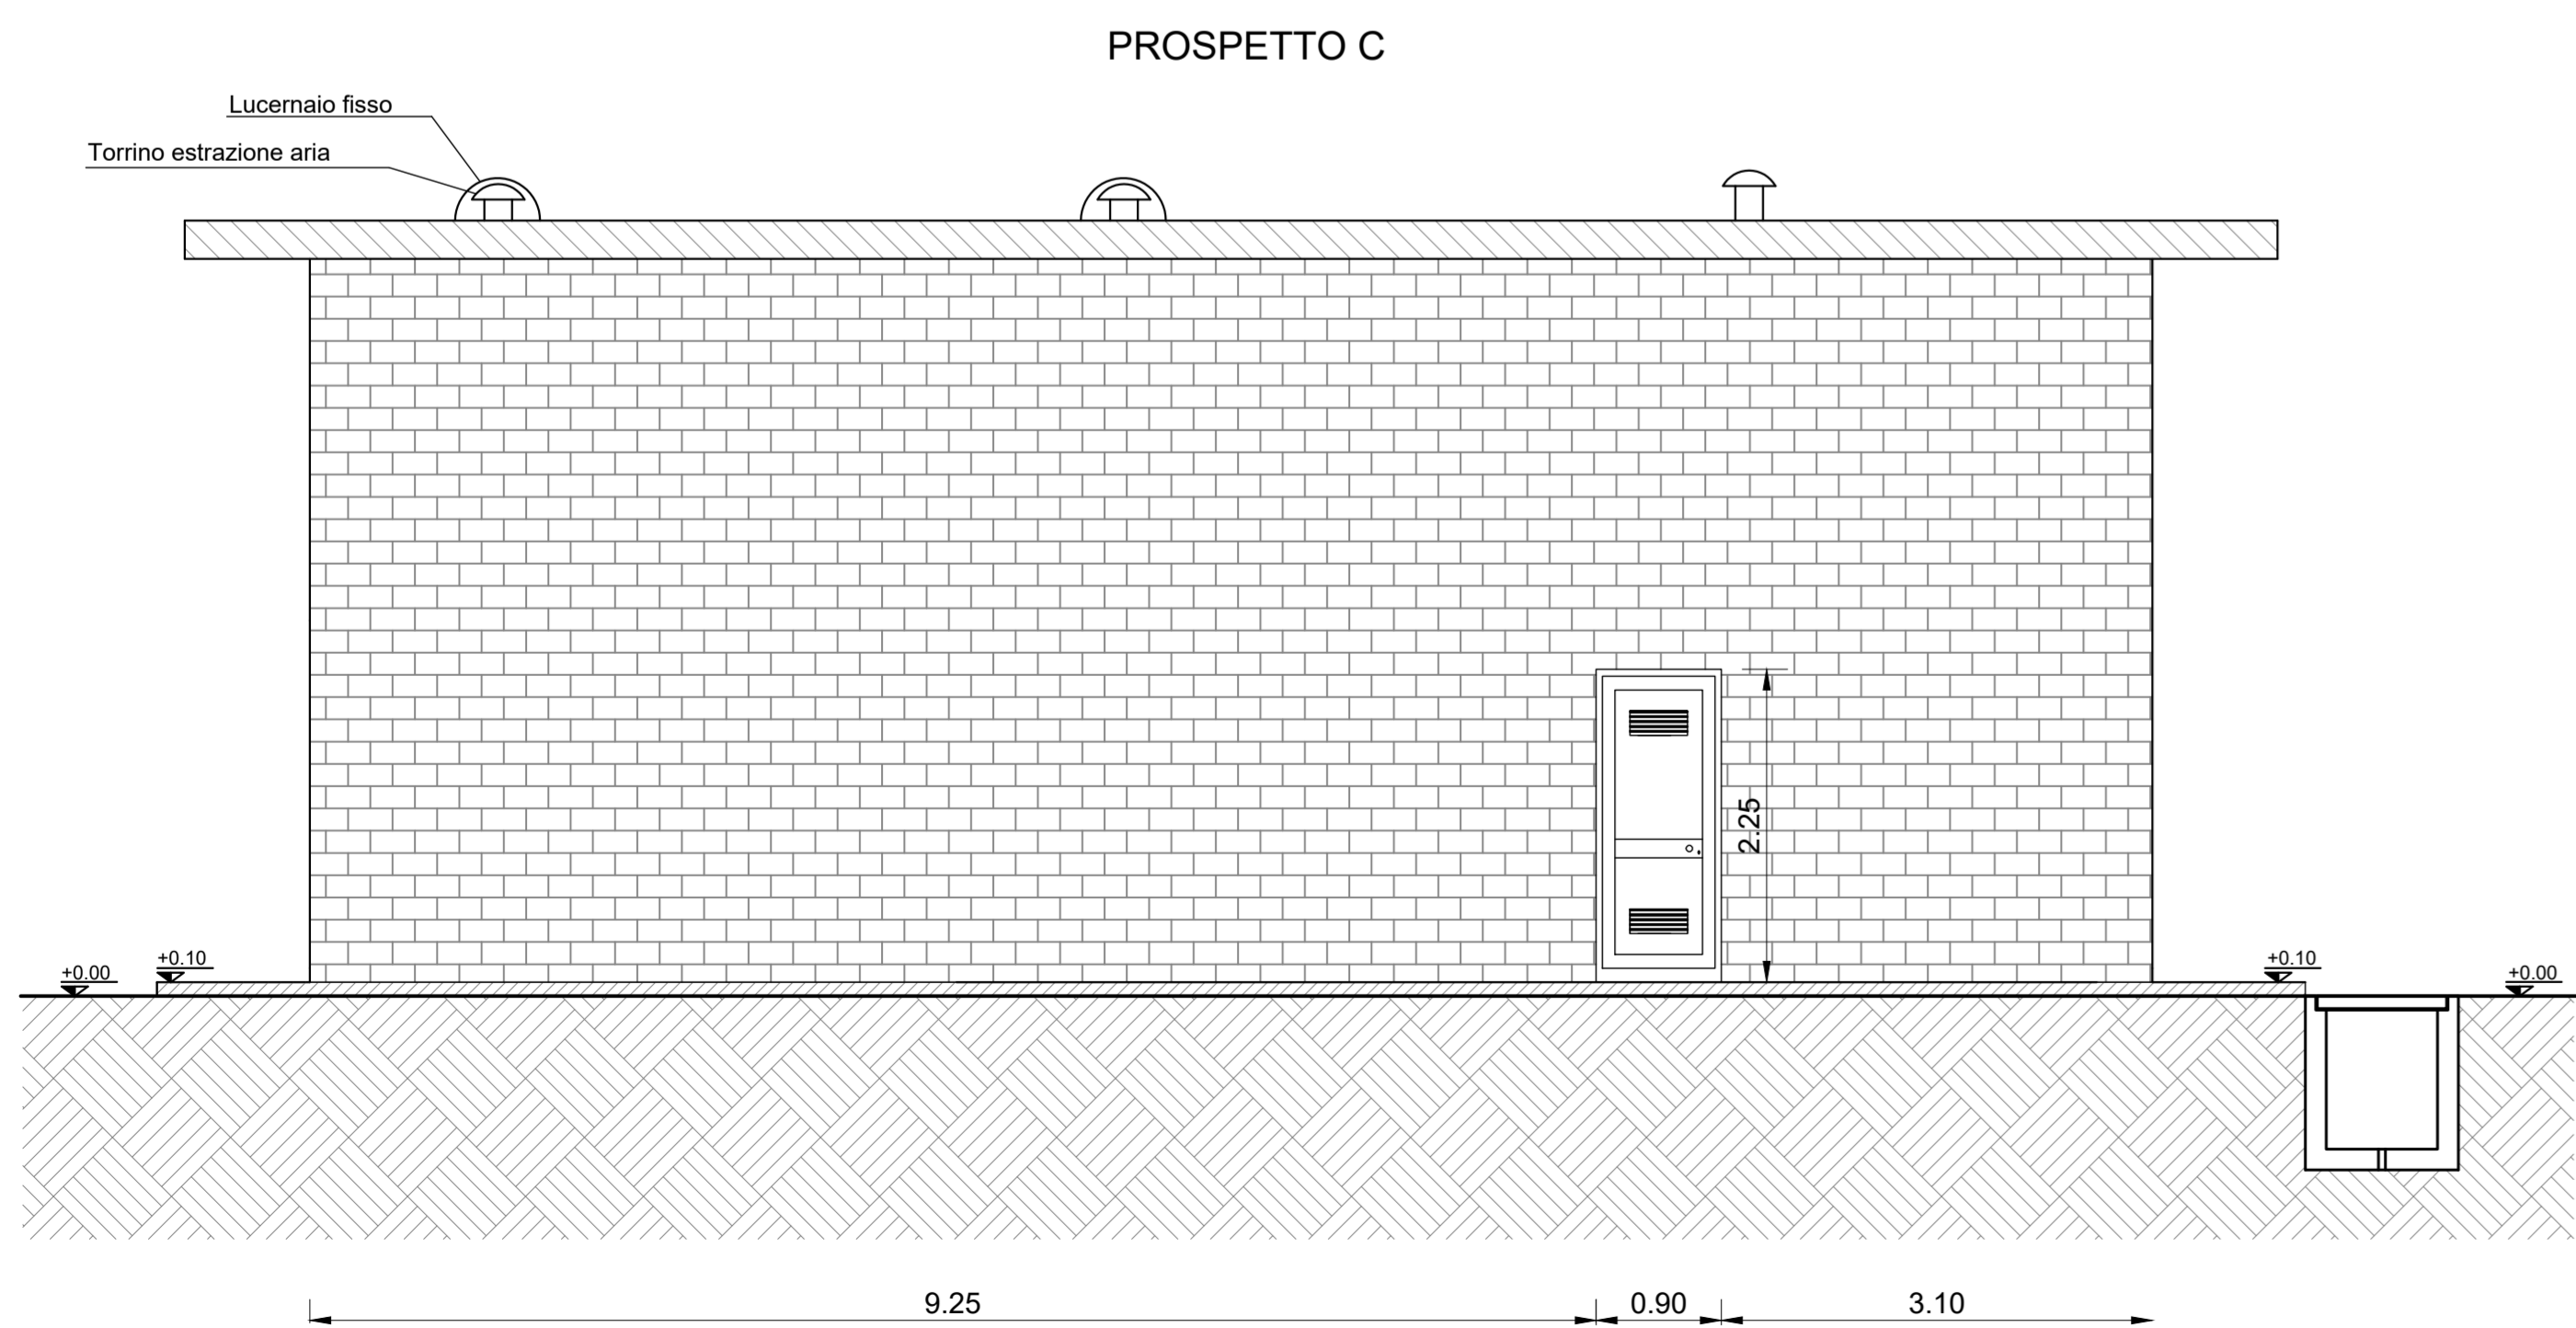 PROSPETTO C
Lucernaio fisso
Torrino estrazione aria
2.25
+0.00
+0.10
+0.10
+0.00
9.25
0.90
3.10